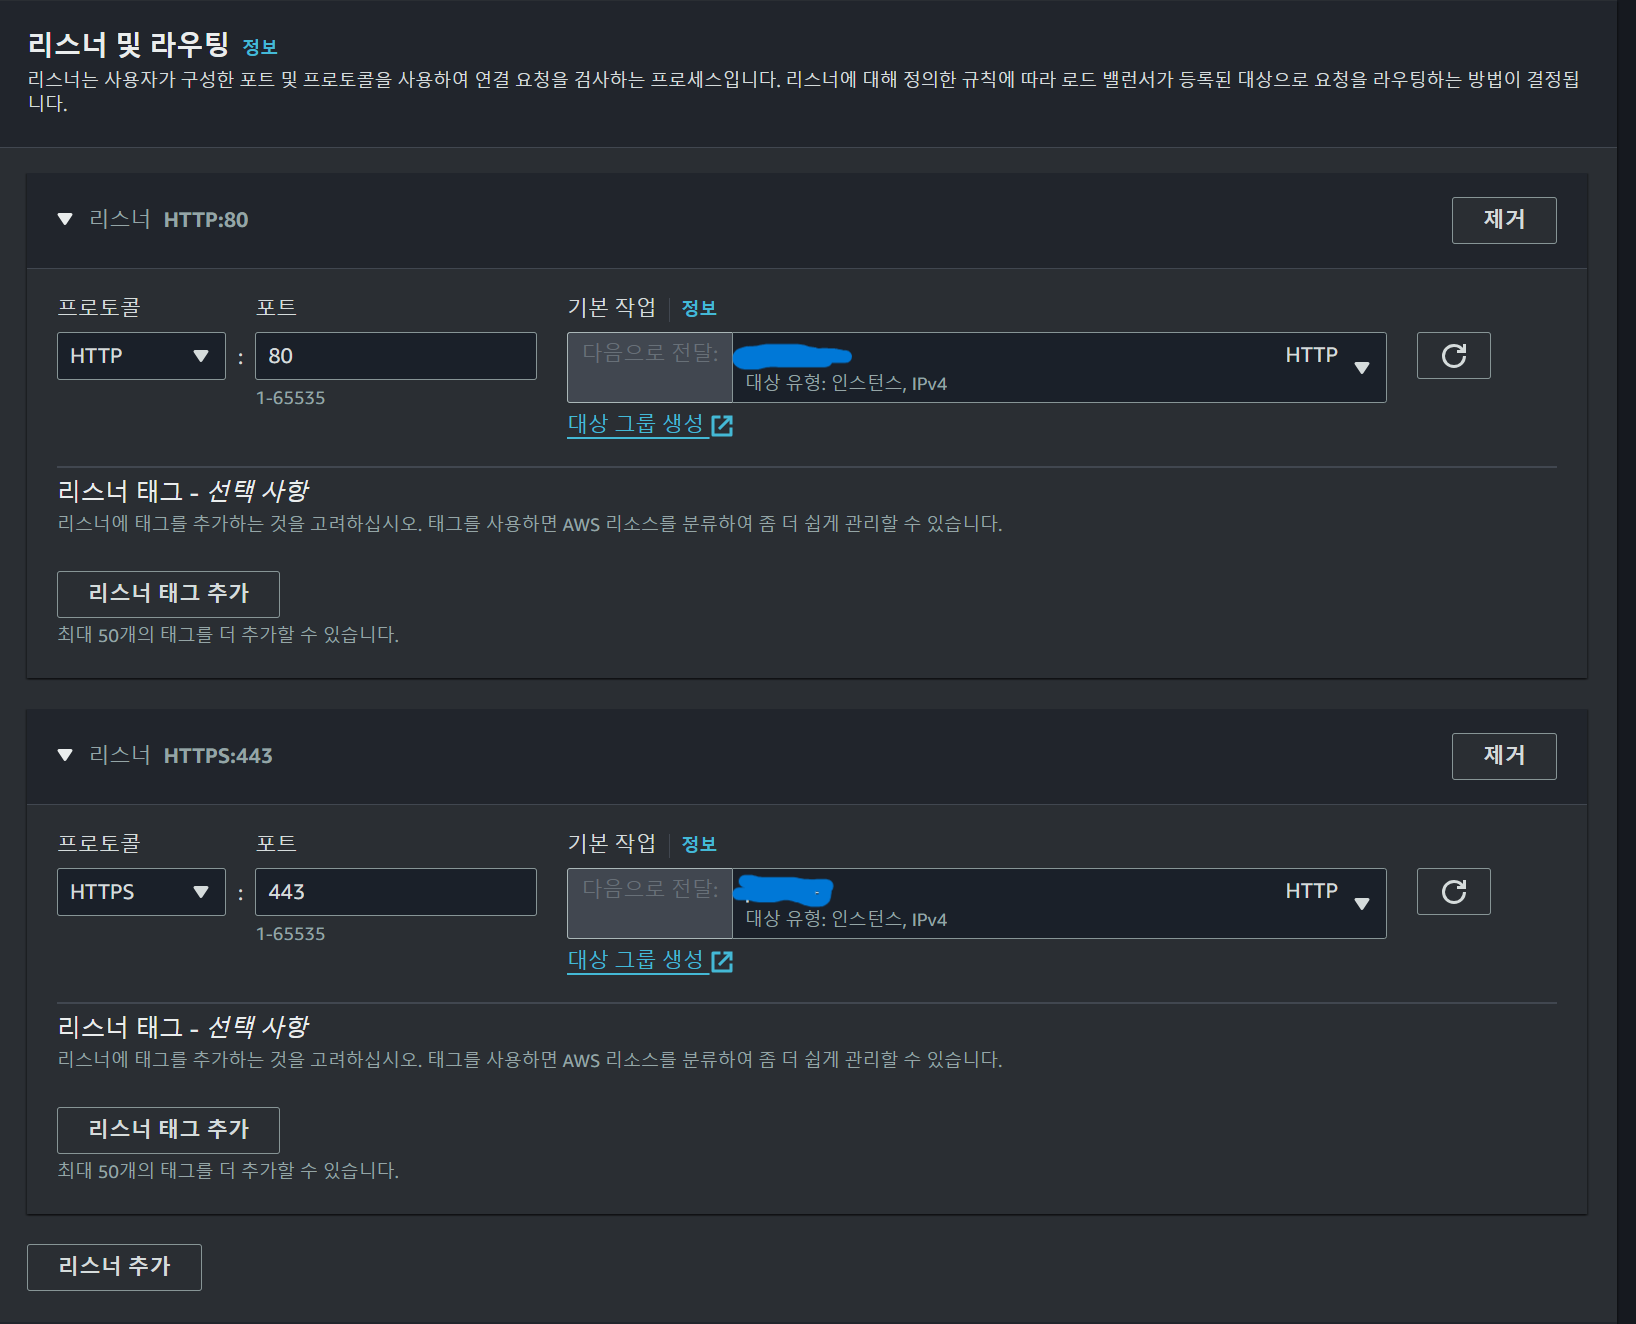 리스너 및 라우팅 정보
리스너는 사용자가 구성한 포트 및 프로토콜을 사용하여 연결 요청을 검사하는 프로세스입니다. 리스너에 대해 정의한 규칙에 따라 로드 밸런서가 등록된 대상으로 요청을 라우팅하는 방법이 결정됩
니다.
리스너 HTTP:80
제거
프로토콜 포트 기본 작업 정보
HTTP : 80 다음으로 전달: HTTP
대상 유형: 인스턴스, IPv4
1-65535
대상 그룹 생성
리스너 태그 - 선택 사항
리스너에 태그를 추가하는 것을 고려하십시오. 태그를 사용하면 AWS 리소스를 분류하여 좀 더 쉽게 관리할 수 있습니다.
리스너 태그 추가
최대 50개의 태그를 더 추가할 수 있습니다.
리스너 HTTPS:443
제거
프로토콜 포트 기본 작업 정보
HTTPS : 443 다음으로 전달: HTTP
대상 유형: 인스턴스, IPv4
1-65535
대상 그룹 생성
리스너 태그 - 선택 사항
리스너에 태그를 추가하는 것을 고려하십시오. 태그를 사용하면 AWS 리소스를 분류하여 좀 더 쉽게 관리할 수 있습니다.
리스너 태그 추가
최대 50개의 태그를 더 추가할 수 있습니다.
리스너 추가